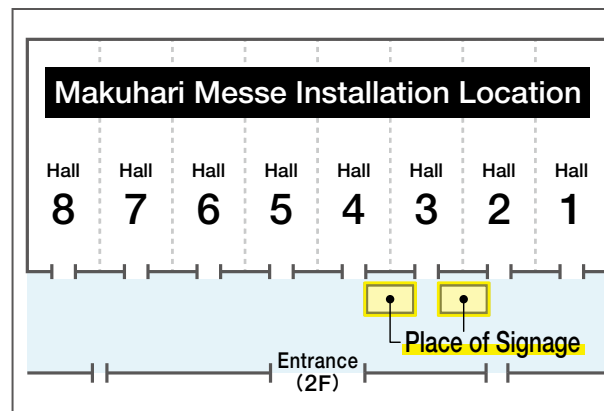 Makuhari Messe Installation Location
Hall Hall Hall Hall Hall Hall Hall Hall
8 7 6 5 4 3 2 1
Place of Signage
Entrance
(2F)